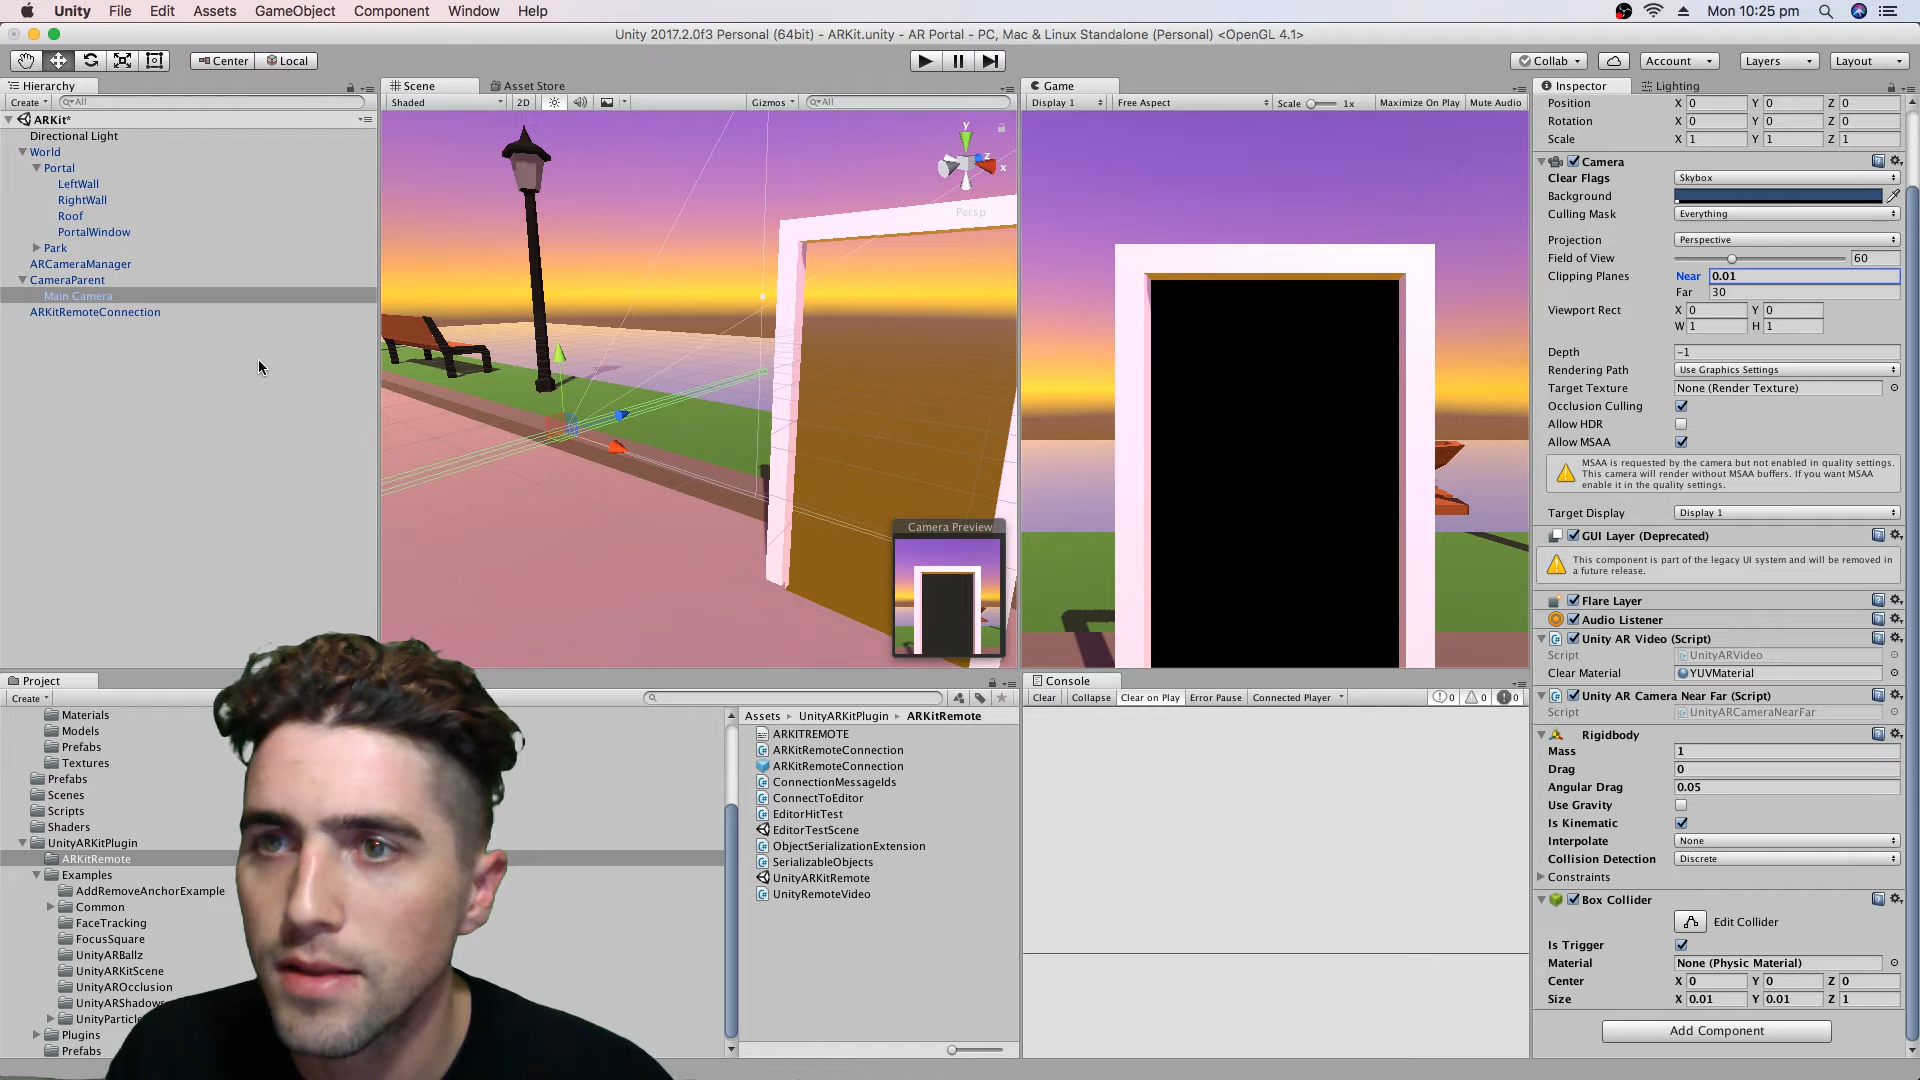 Unity File Edit Assets GameObject Component Window Help Mon 10:25 pm
Unity 2017.2.0f3 Personal (64bit) - ARKit.unity - AR Portal - PC, Mac & Linux Standalone (Personal) <OpenGL 4.1>
Center Local Collab Account Layers Layout
Hierarchy
Create All
ARKit*
Directional Light
World
Portal
LeftWall
RightWall
Roof
PortalWindow
Park
ARCameraManager
CameraParent
Main Camera
ARKitRemoteConnection
Scene Asset Store
Shaded 2D Gizmos All
y
z
x
Persp
Camera Preview
Game
Display 1 Free Aspect Scale 1x Maximize On Play Mute Audio
Inspector Lighting
Position X 0 Y 0 Z 0
Rotation X 0 Y 0 Z 0
Scale X 1 Y 1 Z 1
Camera
Clear Flags Skybox
Background
Culling Mask Everything
Projection Perspective
Field of View 60
Clipping Planes Near 0.01
Far 30
Viewport Rect X 0 Y 0
W 1 H 1
Depth -1
Rendering Path Use Graphics Settings
Target Texture None (Render Texture)
Occlusion Culling
Allow HDR
Allow MSAA
MSAA is requested by the camera but not enabled in quality settings.
This camera will render without MSAA buffers. If you want MSAA
enable it in the quality settings.
Target Display Display 1
GUI Layer (Deprecated)
This component is part of the legacy UI system and will be removed in
a future release.
Flare Layer
Audio Listener
Unity AR Video (Script)
Script UnityARVideo
Clear Material YUVMaterial
Unity AR Camera Near Far (Script)
Script UnityARCameraNearFar
Rigidbody
Mass 1
Drag 0
Angular Drag 0.05
Use Gravity
Is Kinematic
Interpolate None
Collision Detection Discrete
Constraints
Box Collider
Edit Collider
Is Trigger
Material None (Physic Material)
Center X 0 Y 0 Z 0
Size X 0.01 Y 0.01 Z 1
Add Component
Project
Create
Materials
Models
Prefabs
Textures
Prefabs
Scenes
Scripts
Shaders
UnityARKitPlugin
ARKitRemote
Examples
AddRemoveAnchorExample
Common
FaceTracking
FocusSquare
UnityARBallz
UnityARKitScene
UnityAROcclusion
UnityARShadows
UnityParticle
Plugins
Prefabs
Assets UnityARKitPlugin ARKitRemote
ARKITREMOTE
ARKitRemoteConnection
ARKitRemoteConnection
ConnectionMessageIds
ConnectToEditor
EditorHitTest
EditorTestScene
ObjectSerializationExtension
SerializableObjects
UnityARKitRemote
UnityRemoteVideo
Console
Clear Collapse Clear on Play Error Pause Connected Player 0 0 0